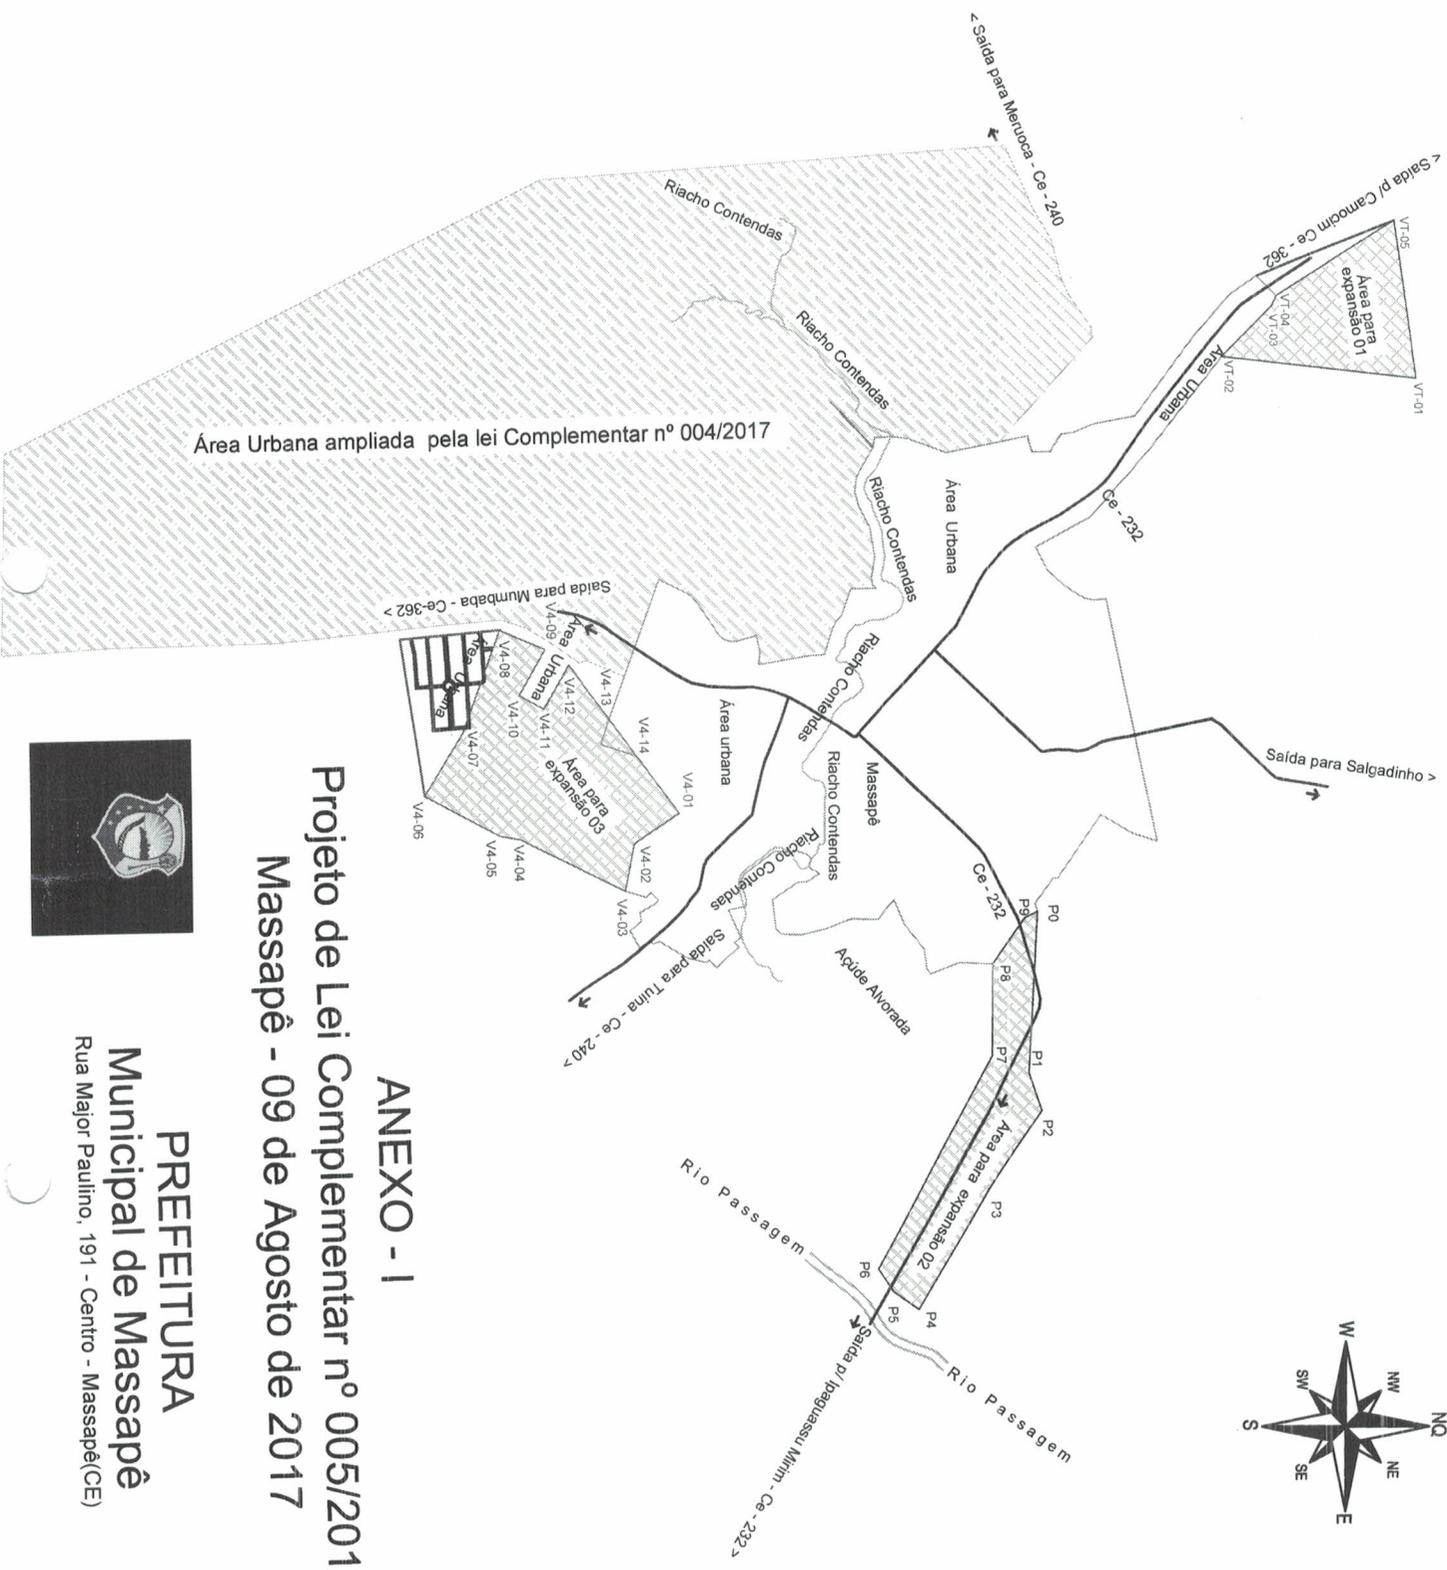 < Saída para Meruoca - Ce - 240
< Saída p/ Camocim Ce - 362
VT-05
Área para
expansão 01
VT-04
VT-03
VT-02
VT-01
Área Urbana
Riacho Contendas
Riacho Contendas
Área Urbana ampliada pela lei Complementar nº 004/2017
Ce - 232
Área Urbana
Riacho Contendas
Saída para Mumbaba - Ce-362 >
Riacho Contendas
Saída para Salgadinho >
Massapê
Riacho Contendas
Área urbana
V4-09
Área Urbana
V4-08
V4-13
V4-12
V4-11
V4-10
V4-14
Área Urbana
V4-07
Área para
expansão 03
V4-01
V4-06
V4-05
V4-04
V4-02
V4-03
Riacho Contendas
Saída para Tuina - Ce - 240 >
Açúde Alvorada
Ce - 232
P0
P9
P8
P1
P7
P2
P3
Área para expansão 02
P4
P5
P6
Rio Passagem
Rio Passagem
Saída p/ Ipaguassu Mirim - Ce - 232 >
NQ
NW
NE
W
E
SW
SE
S
ANEXO - I
Projeto de Lei Complementar nº 005/201
Massapê - 09 de Agosto de 2017
PREFEITURA
Municipal de Massapê
Rua Major Paulino, 191 - Centro - Massapê(CE)